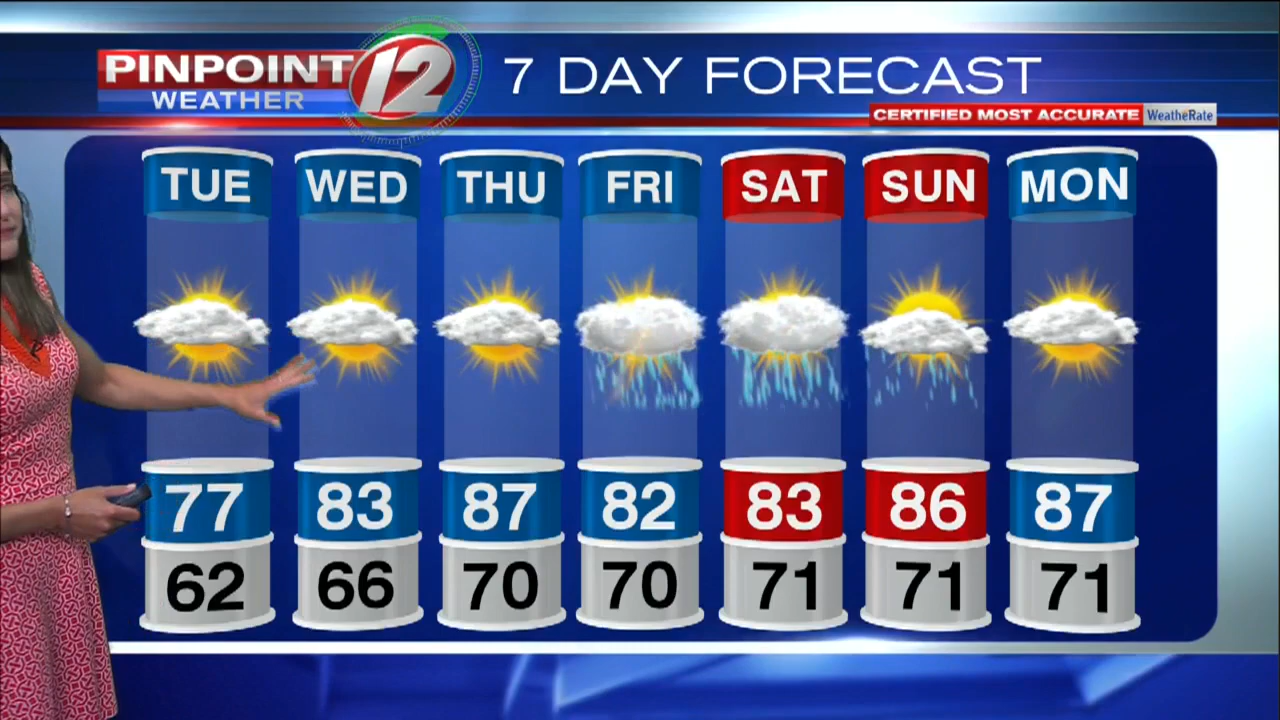 PINPOINT 12
WEATHER
7 DAY FORECAST
CERTIFIED MOST ACCURATE WeatheRate
TUE WED THU FRI SAT SUN MON
77 83 87 82 83 86 87
62 66 70 70 71 71 71